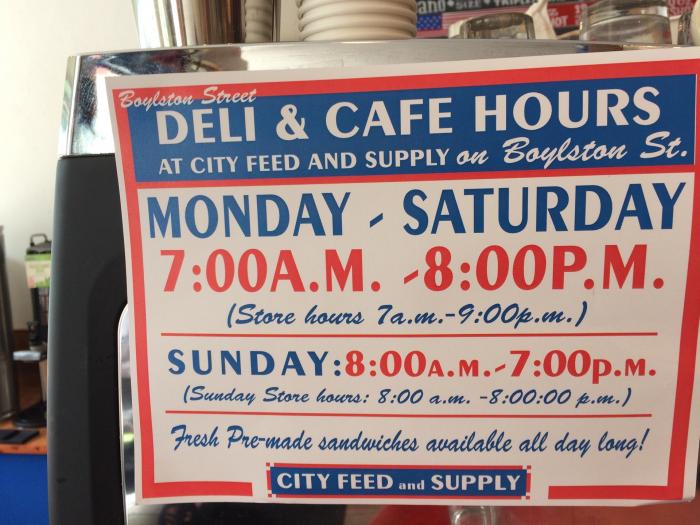 Boylston Street
DELI & CAFE HOURS
AT CITY FEED AND SUPPLY on Boylston St.
MONDAY - SATURDAY
7:00A.M. -8:00P.M.
(Store hours 7a.m.-9:00p.m.)
SUNDAY:8:00A.M.-7:00p.M.
(Sunday Store hours: 8:00 a.m. -8:00:00 p.m.)
Fresh Pre-made sandwiches available all day long!
CITY FEED and SUPPLY